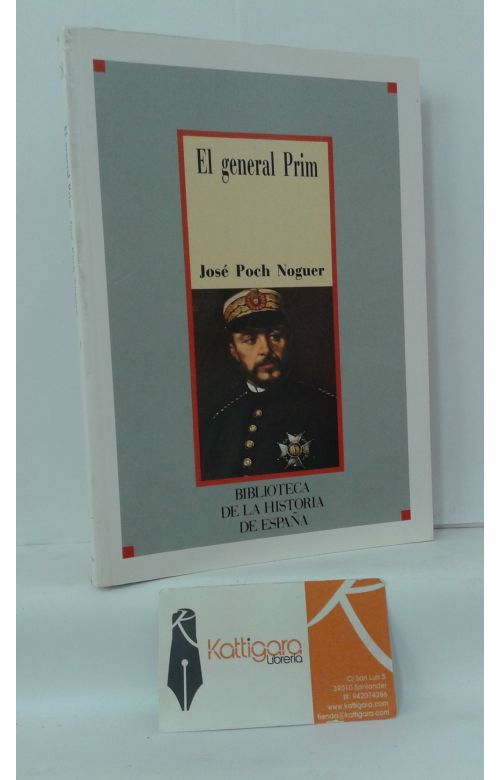 El general Prim
José Poch Noguer
BIBLIOTECA
DE LA HISTORIA
DE ESPAÑA
Kattigara
Librería
C/ San Luis 5
39010 Santander
tlf: 942074286
www.kattigara.com
tienda@kattigara.com